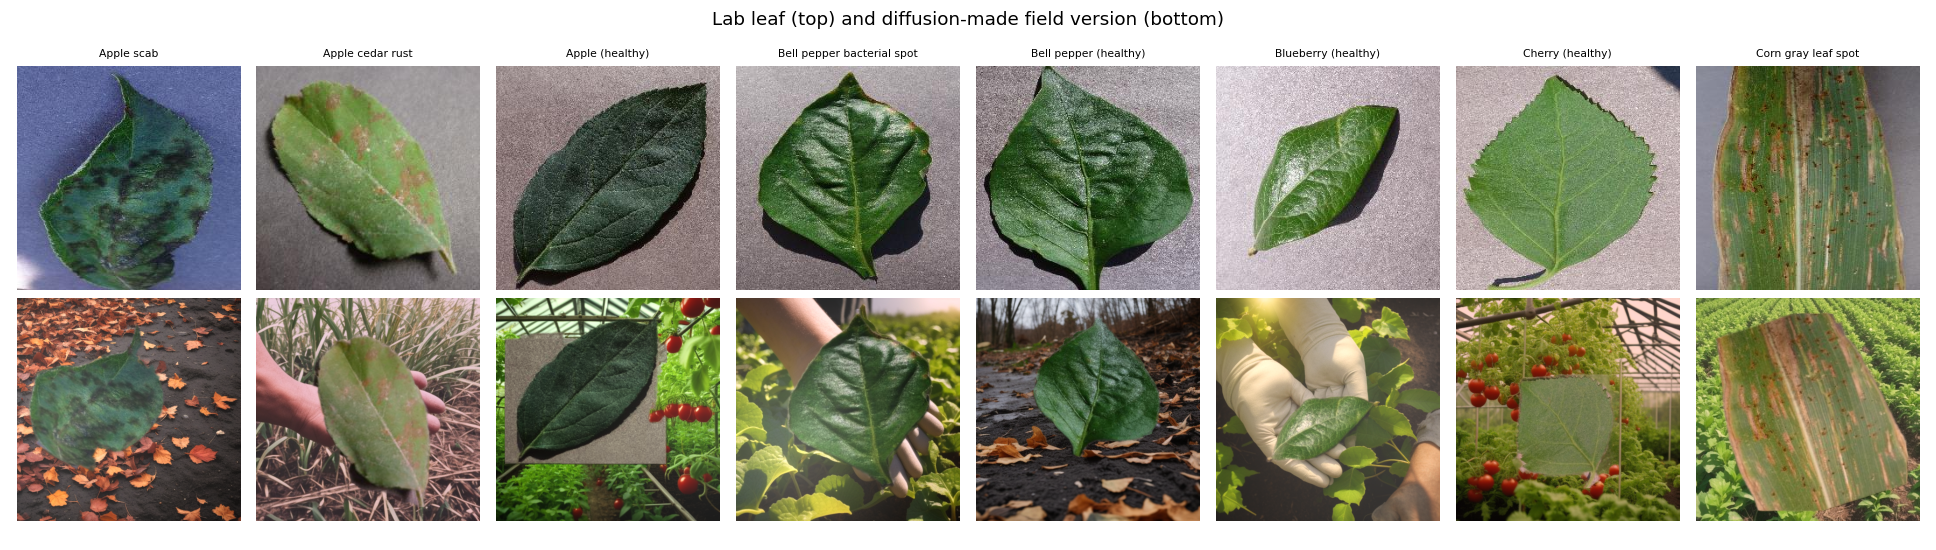 Lab leaf (top) and diffusion-made field version (bottom)
Apple scab
Apple cedar rust
Apple (healthy)
Bell pepper bacterial spot
Bell pepper (healthy)
Blueberry (healthy)
Cherry (healthy)
Corn gray leaf spot